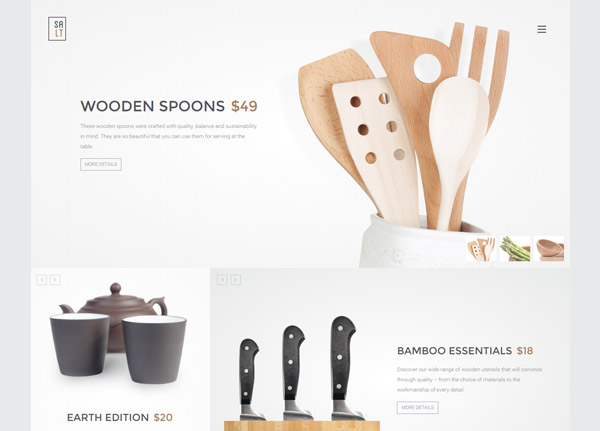 SA
LT
WOODEN SPOONS $49
These wooden spoons were crafted with quality, balance and sustainability
in mind. They are so beautiful that you can use them for serving at the
table
MORE DETAILS
EARTH EDITION $20
BAMBOO ESSENTIALS $18
Discover our wide range of wooden utensils that will convince
through quality – from the choice of materials to the
workmanship of every detail.
MORE DETAILS